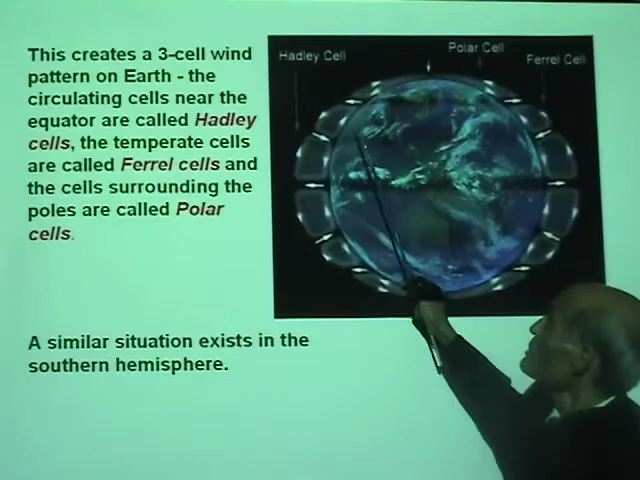 This creates a 3-cell wind
pattern on Earth - the
circulating cells near the
equator are called Hadley
cells, the temperate cells
are called Ferrel cells and
the cells surrounding the
poles are called Polar
cells.
A similar situation exists in the
southern hemisphere.
Hadley Cell
Polar Cell
Ferrel Cell